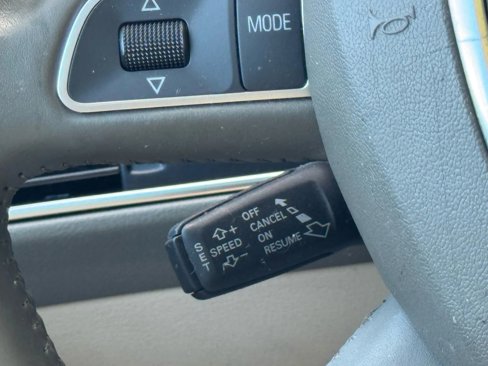 MODE
OFF
CANCEL
ON
RESUME
+
SPEED
-
SET